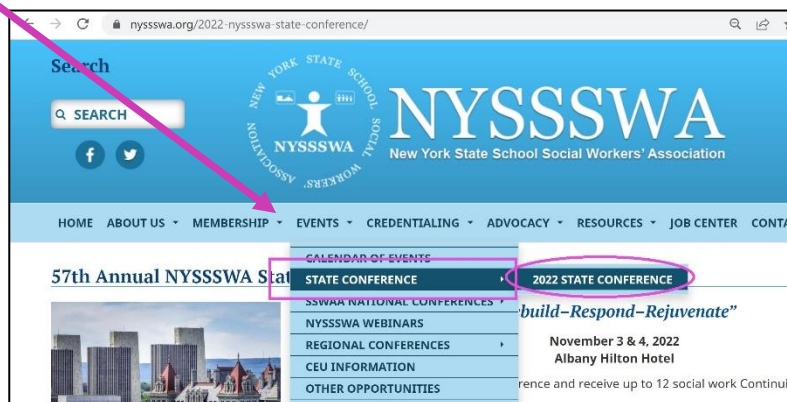 nyssswa.org/2022-nyssswa-state-conference/
Search
SEARCH
NEW YORK STATE SCHOOL SOCIAL WORKERS' ASSOCIATION
NYSSSWA
NYSSSWA
New York State School Social Workers' Association
HOME ABOUT US MEMBERSHIP EVENTS CREDENTIALING ADVOCACY RESOURCES JOB CENTER CONTA
CALENDAR OF EVENTS
57th Annual NYSSSWA Stat
STATE CONFERENCE 2022 STATE CONFERENCE
SSWAA NATIONAL CONFERENCES
build–Respond–Rejuvenate”
NYSSSWA WEBINARS
REGIONAL CONFERENCES
November 3 & 4, 2022
Albany Hilton Hotel
CEU INFORMATION
OTHER OPPORTUNITIES
rence and receive up to 12 social work Continui